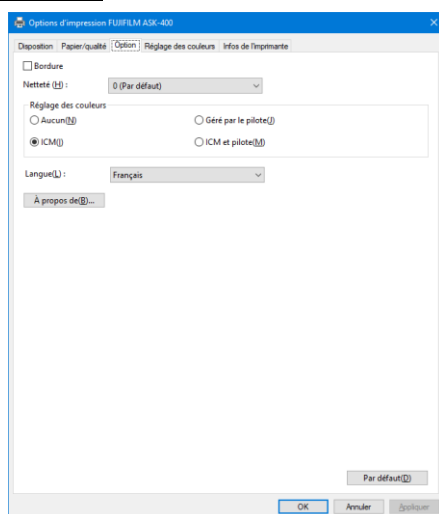 Options d'impression FUJIFILM ASK-400
Disposition Papier/qualité Option Réglage des couleurs Infos de l'imprimante
Bordure
Netteté (H) : 0 (Par défaut)
Réglage des couleurs
Aucun(N) Géré par le pilote(J)
ICM(I) ICM et pilote(M)
Langue(L) : Français
À propos de(B)...
Par défaut(D)
OK Annuler Appliquer